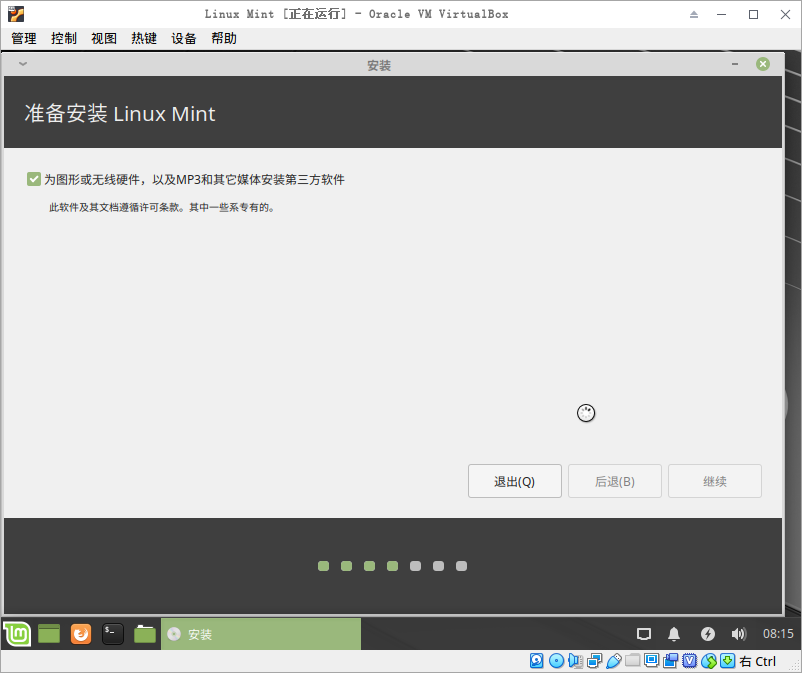 Linux Mint [正在运行] - Oracle VM VirtualBox
管理 控制 视图 热键 设备 帮助
安装
准备安装 Linux Mint
为图形或无线硬件，以及MP3和其它媒体安装第三方软件
此软件及其文档遵循许可条款。其中一些系专有的。
退出(Q) 后退(B) 继续
安装 08:15
右 Ctrl